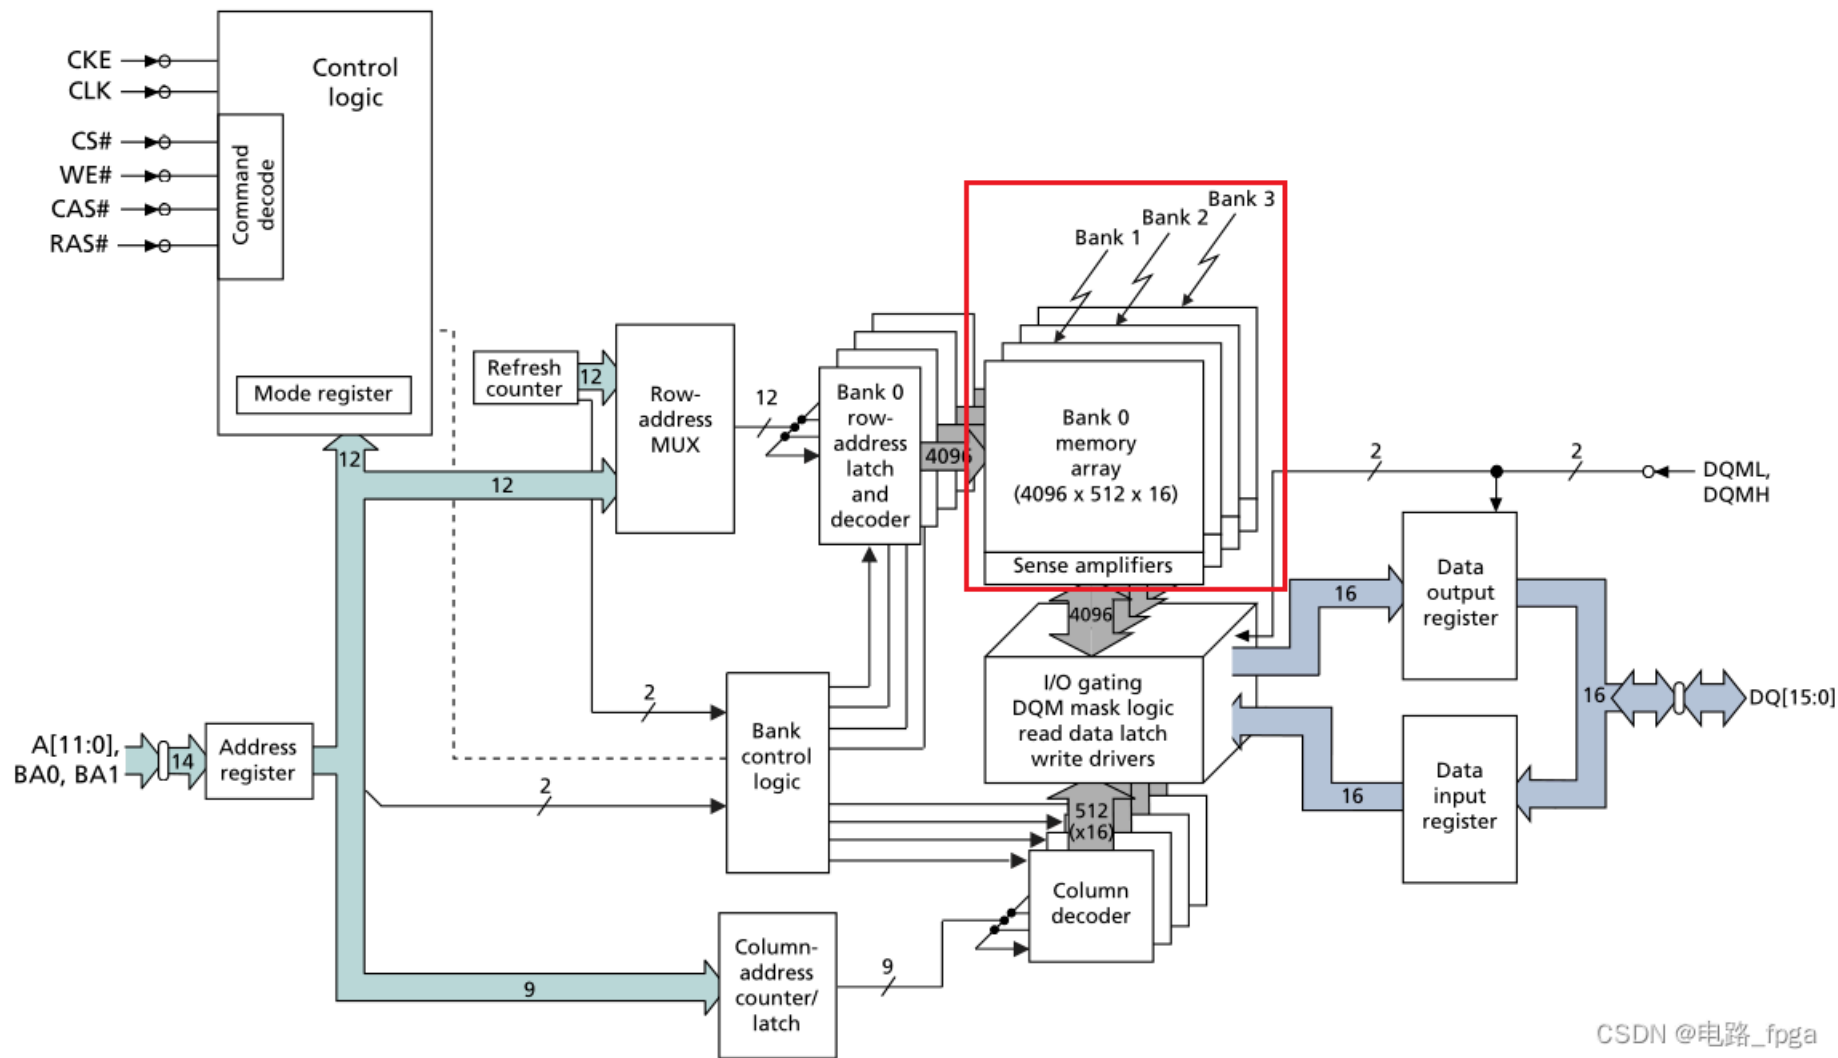 CKE
CLK
CS#
WE#
CAS#
RAS#
Control
logic
Command
decode
Mode register
12
12
Refresh
counter
12
Row-
address
MUX
12
Bank 0
row-
address
latch
and
decoder
4096
Bank 1
Bank 2
Bank 3
Bank 0
memory
array
(4096 x 512 x 16)
Sense amplifiers
4096
I/O gating
DQM mask logic
read data latch
write drivers
2
2
DQML,
DQMH
16
Data
output
register
16
DQ[15:0]
16
Data
input
register
A[11:0],
BA0, BA1
14
Address
register
2
2
Bank
control
logic
512
(x16)
Column
decoder
9
Column-
address
counter/
latch
9
CSDN @电路_fpga